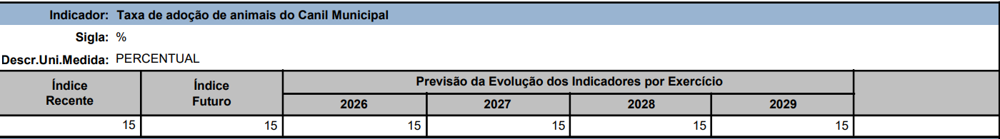 Indicador: Taxa de adoção de animais do Canil Municipal
Sigla: %
Descr.Uni.Medida: PERCENTUAL
Índice Recente
Índice Futuro
Previsão da Evolução dos Indicadores por Exercício
2026 2027 2028 2029
15 15 15 15 15 15